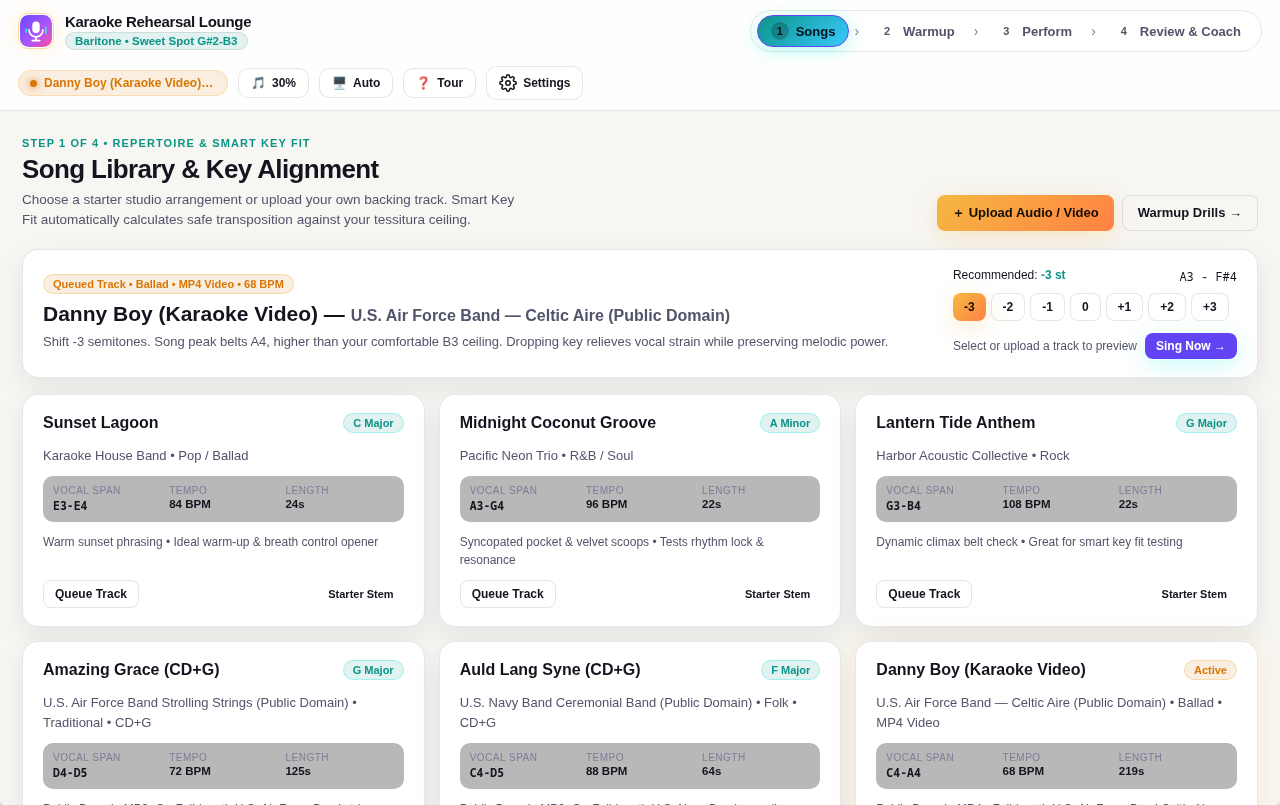 Karaoke Rehearsal Lounge
Baritone • Sweet Spot G#2-B3
1 Songs › 2 Warmup › 3 Perform › 4 Review & Coach
Danny Boy (Karaoke Video)…
30%
Auto
Tour
Settings
STEP 1 OF 4 • REPERTOIRE & SMART KEY FIT
Song Library & Key Alignment
Choose a starter studio arrangement or upload your own backing track. Smart Key
Fit automatically calculates safe transposition against your tessitura ceiling.
+ Upload Audio / Video
Warmup Drills →
Queued Track • Ballad • MP4 Video • 68 BPM
Danny Boy (Karaoke Video) — U.S. Air Force Band — Celtic Aire (Public Domain)
Shift -3 semitones. Song peak belts A4, higher than your comfortable B3 ceiling. Dropping key relieves vocal strain while preserving melodic power.
Recommended: -3 st
A3 - F#4
-3 -2 -1 0 +1 +2 +3
Select or upload a track to preview
Sing Now →
Sunset Lagoon
C Major
Karaoke House Band • Pop / Ballad
VOCAL SPAN TEMPO LENGTH
E3-E4 84 BPM 24s
Warm sunset phrasing • Ideal warm-up & breath control opener
Queue Track
Starter Stem
Midnight Coconut Groove
A Minor
Pacific Neon Trio • R&B / Soul
VOCAL SPAN TEMPO LENGTH
A3-G4 96 BPM 22s
Syncopated pocket & velvet scoops • Tests rhythm lock &
resonance
Queue Track
Starter Stem
Lantern Tide Anthem
G Major
Harbor Acoustic Collective • Rock
VOCAL SPAN TEMPO LENGTH
G3-B4 108 BPM 22s
Dynamic climax belt check • Great for smart key fit testing
Queue Track
Starter Stem
Amazing Grace (CD+G)
G Major
U.S. Air Force Band Strolling Strings (Public Domain) •
Traditional • CD+G
VOCAL SPAN TEMPO LENGTH
D4-D5 72 BPM 125s
Auld Lang Syne (CD+G)
F Major
U.S. Navy Band Ceremonial Band (Public Domain) • Folk •
CD+G
VOCAL SPAN TEMPO LENGTH
C4-D5 88 BPM 64s
Danny Boy (Karaoke Video)
Active
U.S. Air Force Band — Celtic Aire (Public Domain) • Ballad •
MP4 Video
VOCAL SPAN TEMPO LENGTH
C4-A4 68 BPM 219s